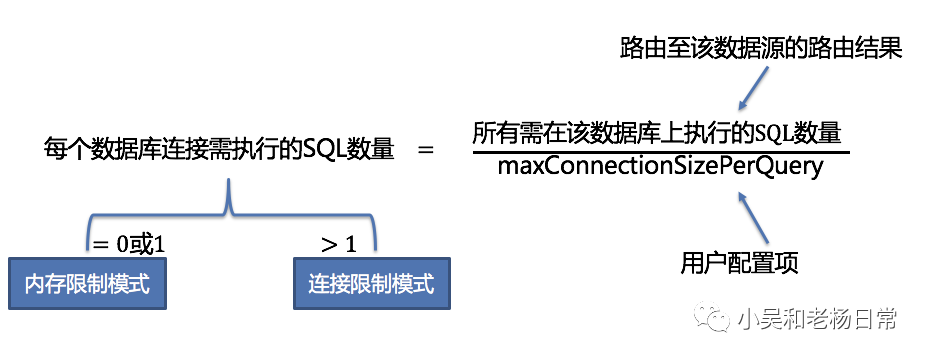 路由至该数据源的路由结果
每个数据库连接需执行的SQL数量 = 所有需在该数据库上执行的SQL数量
maxConnectionSizePerQuery
= 0或1
> 1
用户配置项
内存限制模式
连接限制模式
小吴和老杨日常